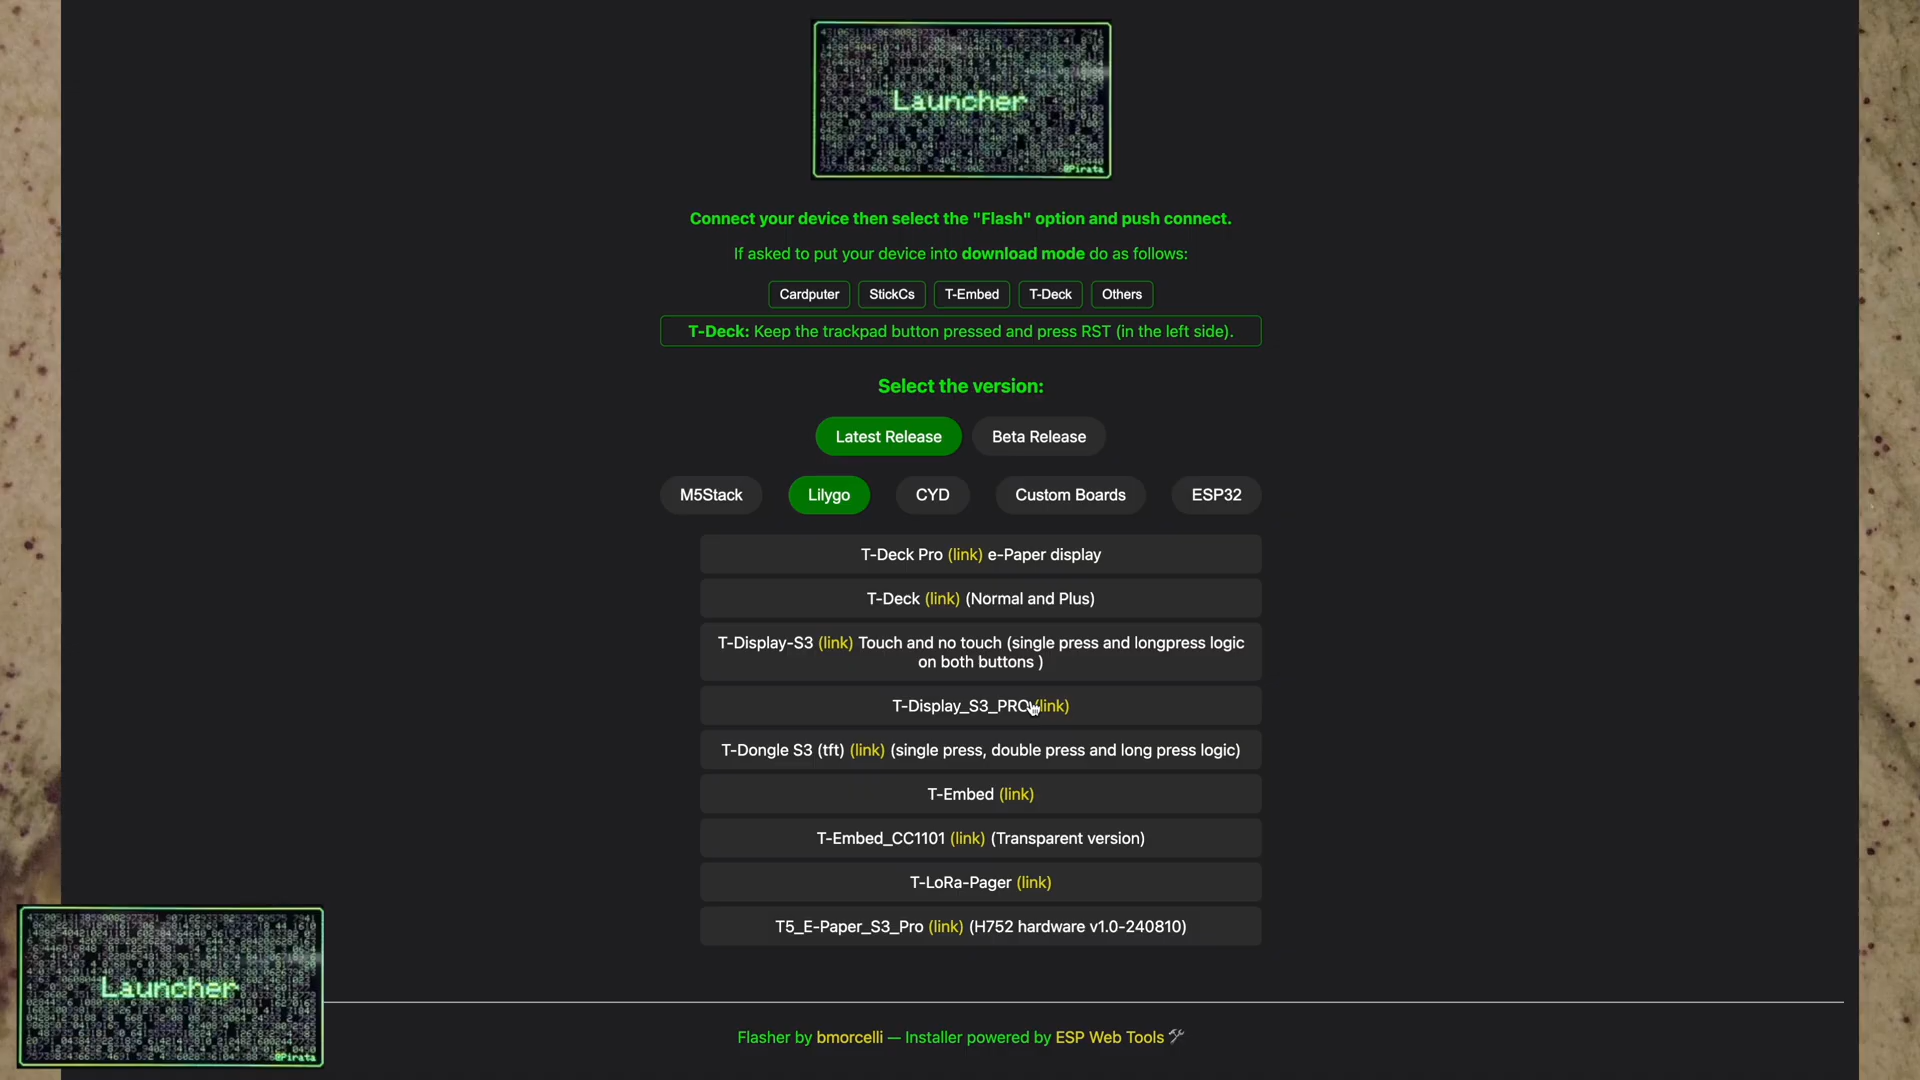 Launcher
@Pirata
Connect your device then select the "Flash" option and push connect.
If asked to put your device into download mode do as follows:
Cardputer StickCs T-Embed T-Deck Others
T-Deck: Keep the trackpad button pressed and press RST (in the left side).
Select the version:
Latest Release Beta Release
M5Stack Lilygo CYD Custom Boards ESP32
T-Deck Pro (link) e-Paper display
T-Deck (link) (Normal and Plus)
T-Display-S3 (link) Touch and no touch (single press and longpress logic
on both buttons )
T-Display_S3_PRO (link)
T-Dongle S3 (tft) (link) (single press, double press and long press logic)
T-Embed (link)
T-Embed_CC1101 (link) (Transparent version)
T-LoRa-Pager (link)
T5_E-Paper_S3_Pro (link) (H752 hardware v1.0-240810)
Launcher
@Pirata
Flasher by bmorcelli — Installer powered by ESP Web Tools 🛠